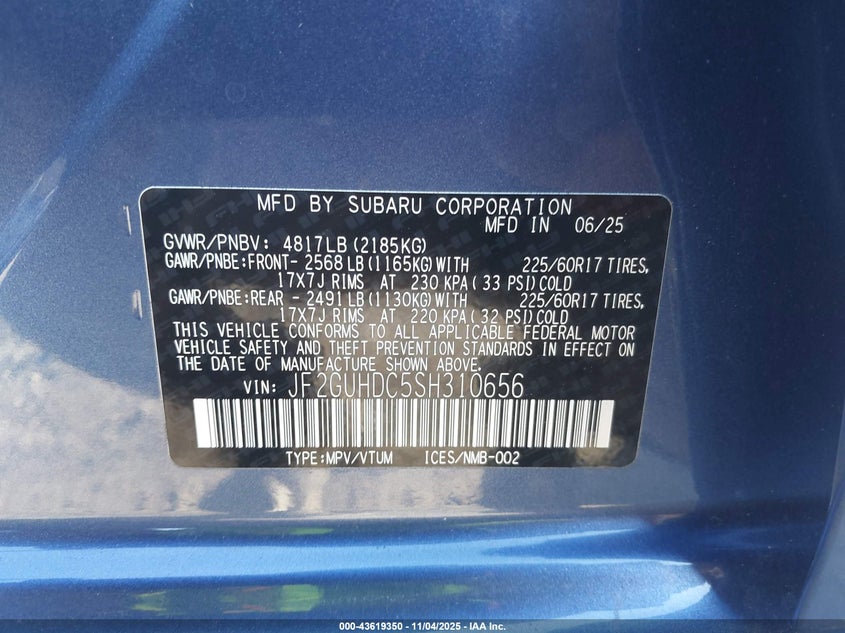 MFD BY SUBARU CORPORATION
MFD IN 06/25
GVWR/PNBV: 4817LB(2185KG)
GAWR/PNBE:FRONT- 2568LB(1165KG)WITH 225/60R17 TIRES,
17X7J RIMS AT 230 KPA(33 PSI)COLD
GAWR/PNBE:REAR - 2491LB(1130KG)WITH 225/60R17 TIRES,
17X7J RIMS AT 220 KPA(32 PSI)COLD
THIS VEHICLE CONFORMS TO ALL APPLICABLE FEDERAL MOTOR
VEHICLE SAFETY AND THEFT PREVENTION STANDARDS IN EFFECT ON
THE DATE OF MANUFACTURE SHOWN ABOVE.
VIN: JF2GUHDC5SH310656
TYPE:MPV/VTUM ICES/NMB-002
000-43619350 - 11/04/2025 - IAA Inc.